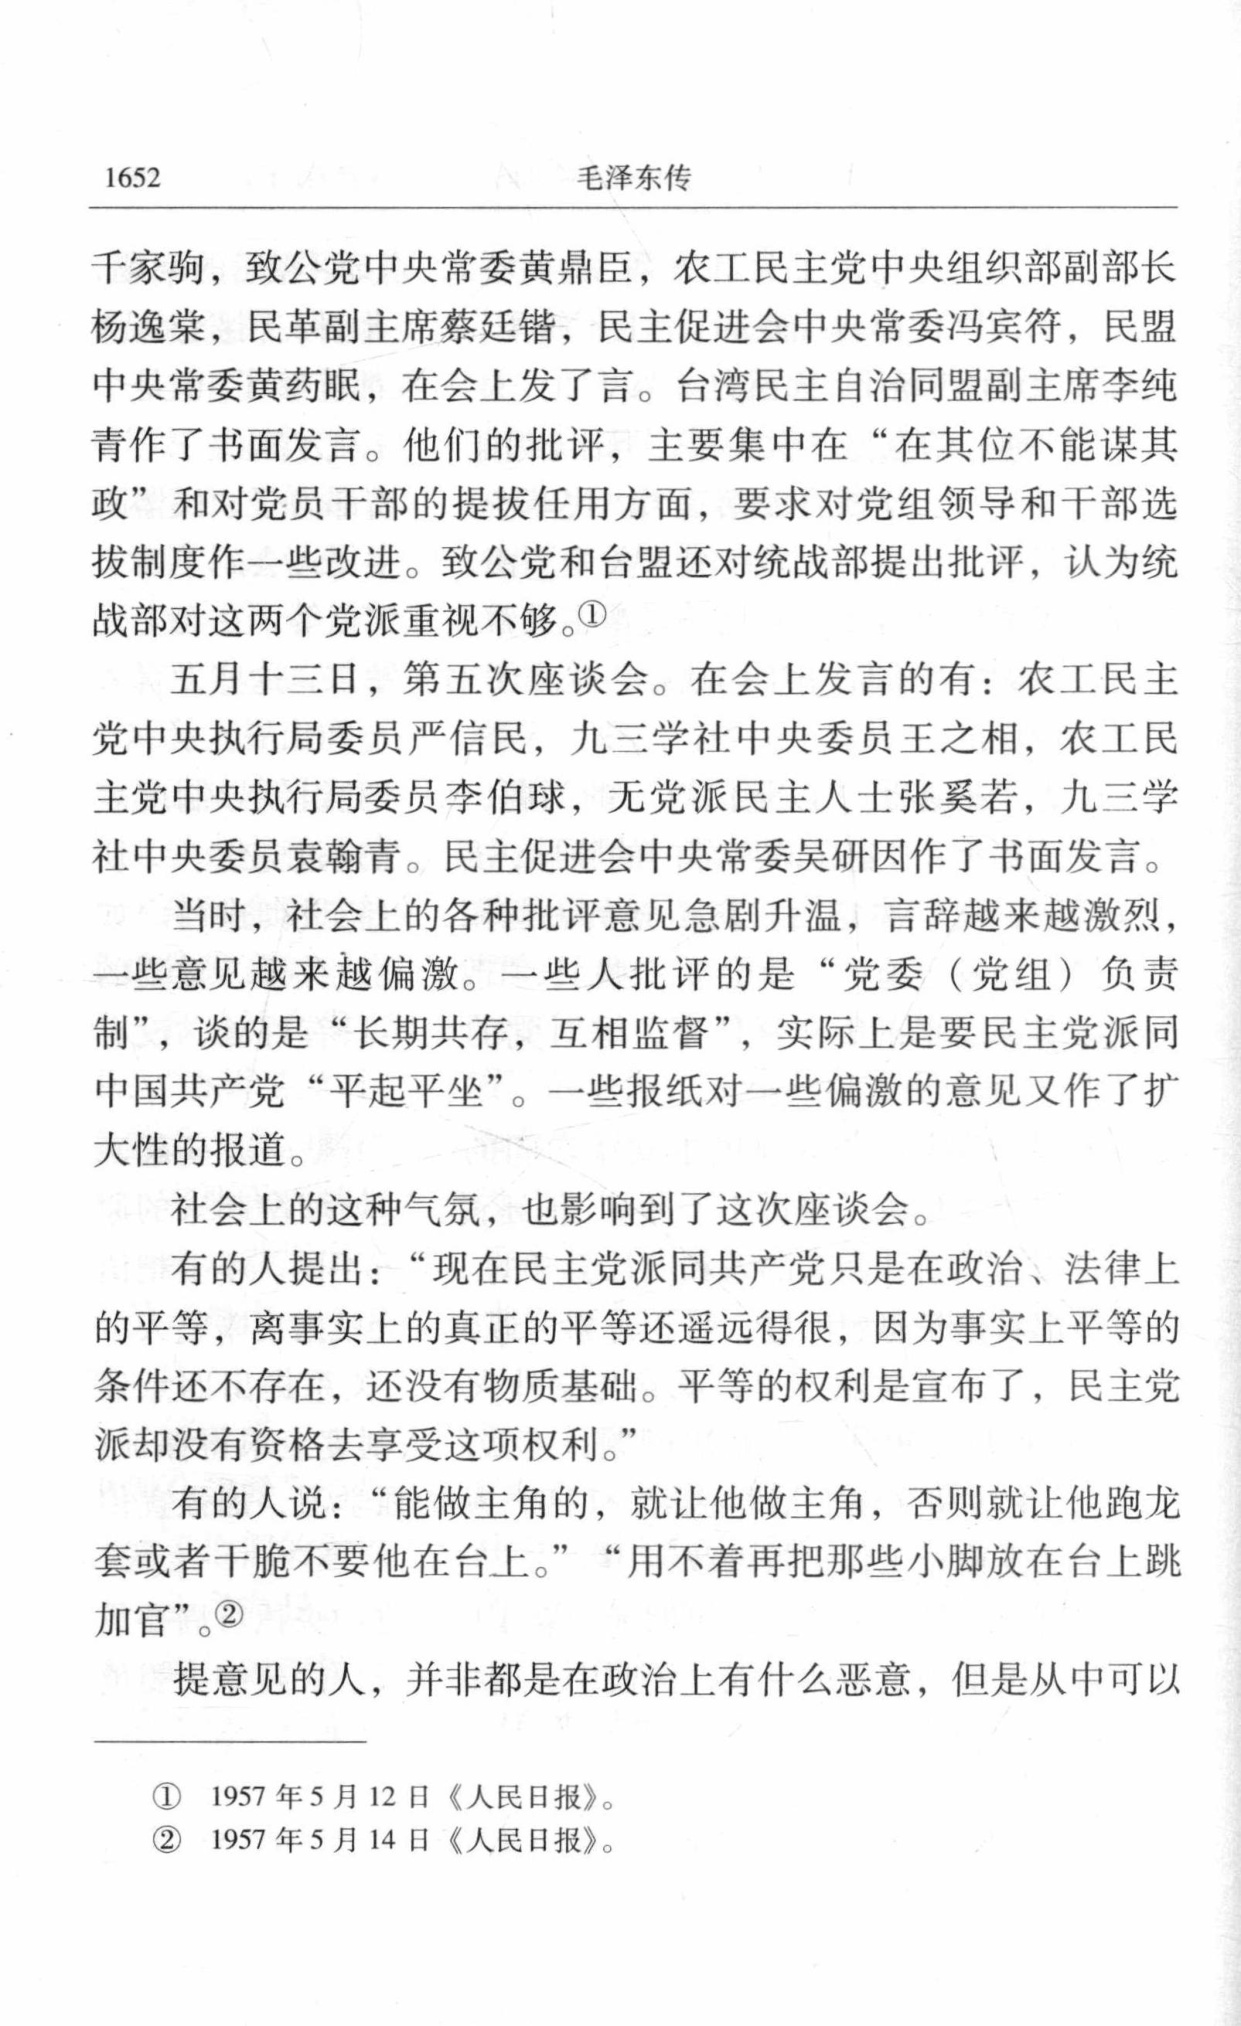 1652
毛泽东传
千家驹，致公党中央常委黄鼎臣，农工民主党中央组织部副部长
杨逸棠，民革副主席蔡廷锴，民主促进会中央常委冯宾符，民盟
中央常委黄药眠，在会上发了言。台湾民主自治同盟副主席李纯
青作了书面发言。他们的批评，主要集中在“在其位不能谋其
政”和对党员干部的提拔任用方面，要求对党组领导和干部选
拔制度作一些改进。致公党和台盟还对统战部提出批评，认为统
战部对这两个党派重视不够。①
五月十三日，第五次座谈会。在会上发言的有：农工民主
党中央执行局委员严信民，九三学社中央委员王之相，农工民
主党中央执行局委员李伯球，无党派民主人士张奚若，九三学
社中央委员袁翰青。民主促进会中央常委吴研因作了书面发言。
当时，社会上的各种批评意见急剧升温，言辞越来越激烈，
一些意见越来越偏激。一些人批评的是“党委（党组）负责
制”，谈的是“长期共存，互相监督”，实际上是要民主党派同
中国共产党“平起平坐”。一些报纸对一些偏激的意见又作了扩
大性的报道。
社会上的这种气氛，也影响到了这次座谈会。
有的人提出：“现在民主党派同共产党只是在政治、法律上
的平等，离事实上的真正的平等还遥远得很，因为事实上平等的
条件还不存在，还没有物质基础。平等的权利是宣布了，民主党
派却没有资格去享受这项权利。”
有的人说：“能做主角的，就让他做主角，否则就让他跑龙
套或者干脆不要他在台上。”“用不着再把那些小脚放在台上跳
加官”。②
提意见的人，并非都是在政治上有什么恶意，但是从中可以
① 1957年5月12日《人民日报》。
② 1957年5月14日《人民日报》。